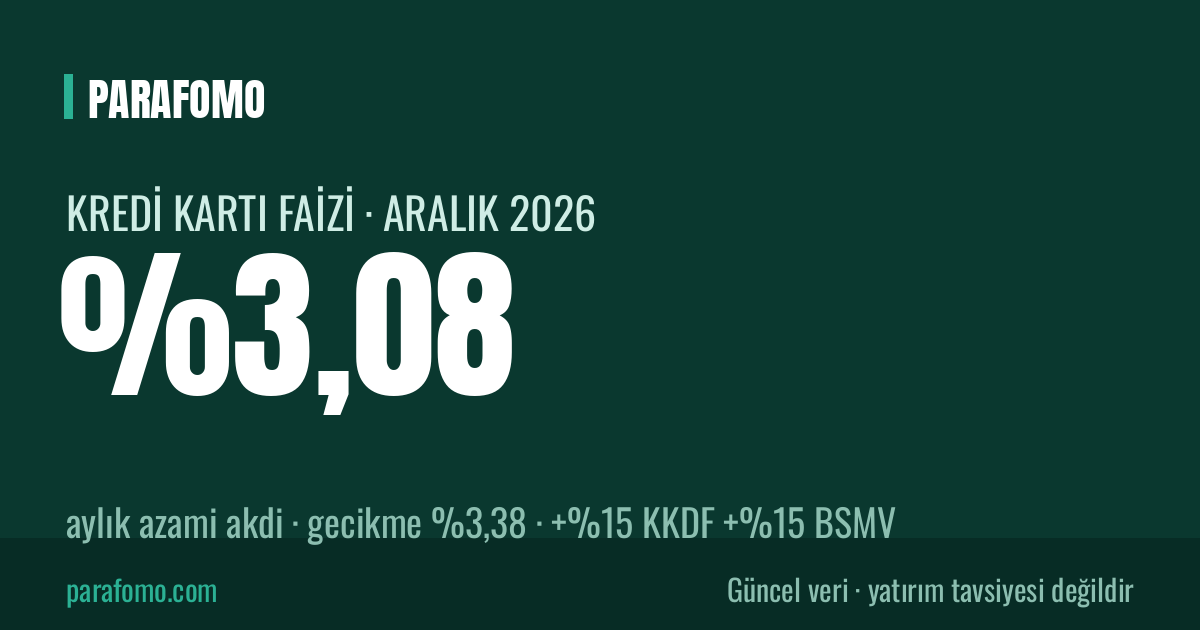 PARAFOMO
KREDİ KARTI FAİZİ · ARALIK 2026
%3,08
aylık azami akdi · gecikme %3,38 · +%15 KKDF +%15 BSMV
parafomo.com
Güncel veri · yatırım tavsiyesi değildir